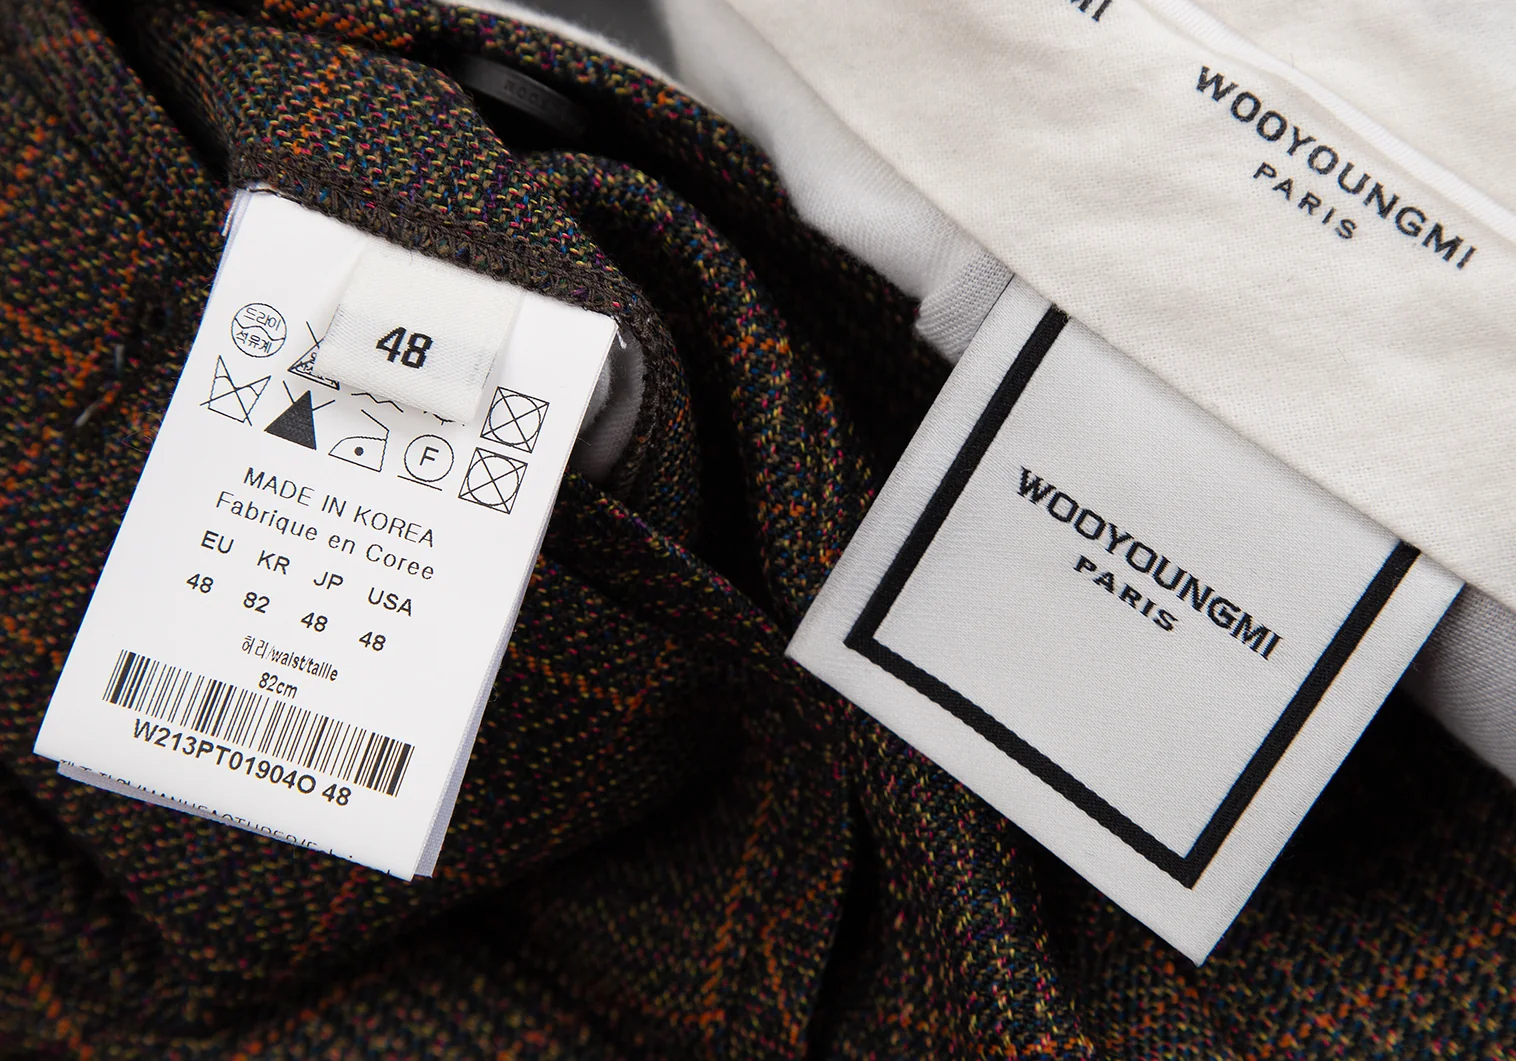 WOOYOUNGMI
PARIS
48
드라이
석유계
F
MADE IN KOREA
Fabrique en Coree
EU KR JP USA
48 82 48 48
허리/waist/taille
82cm
W213PT01904O 48
WOOYOUNGMI
PARIS